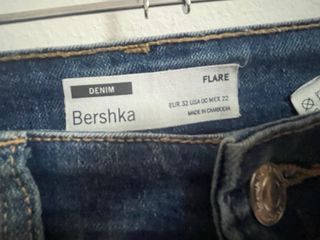 DENIM
FLARE
Bershka
EUR 32 USA 00 MEX 22
MADE IN CAMBODIA